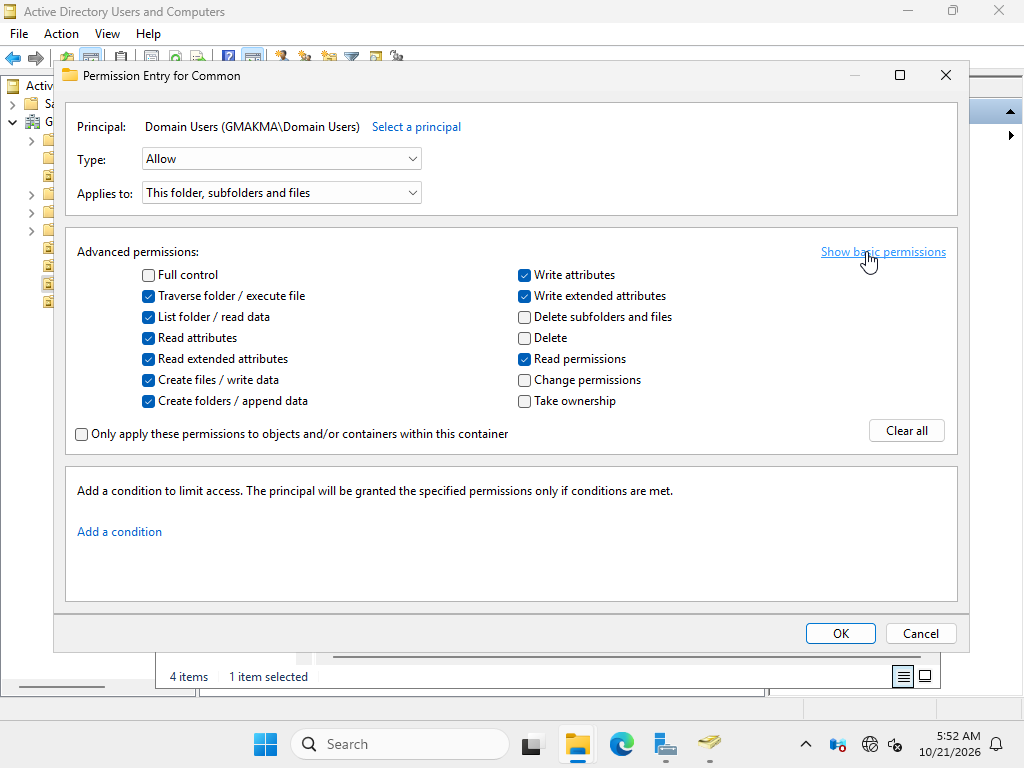 Active Directory Users and Computers
File Action View Help
Activ
Sa
G
Permission Entry for Common
Principal: Domain Users (GMAKMA\Domain Users) Select a principal
Type: Allow
Applies to: This folder, subfolders and files
Advanced permissions: Show basic permissions
Full control
Traverse folder / execute file
List folder / read data
Read attributes
Read extended attributes
Create files / write data
Create folders / append data
Write attributes
Write extended attributes
Delete subfolders and files
Delete
Read permissions
Change permissions
Take ownership
Only apply these permissions to objects and/or containers within this container
Clear all
Add a condition to limit access. The principal will be granted the specified permissions only if conditions are met.
Add a condition
OK Cancel
4 items 1 item selected
Search
5:52 AM
10/21/2026